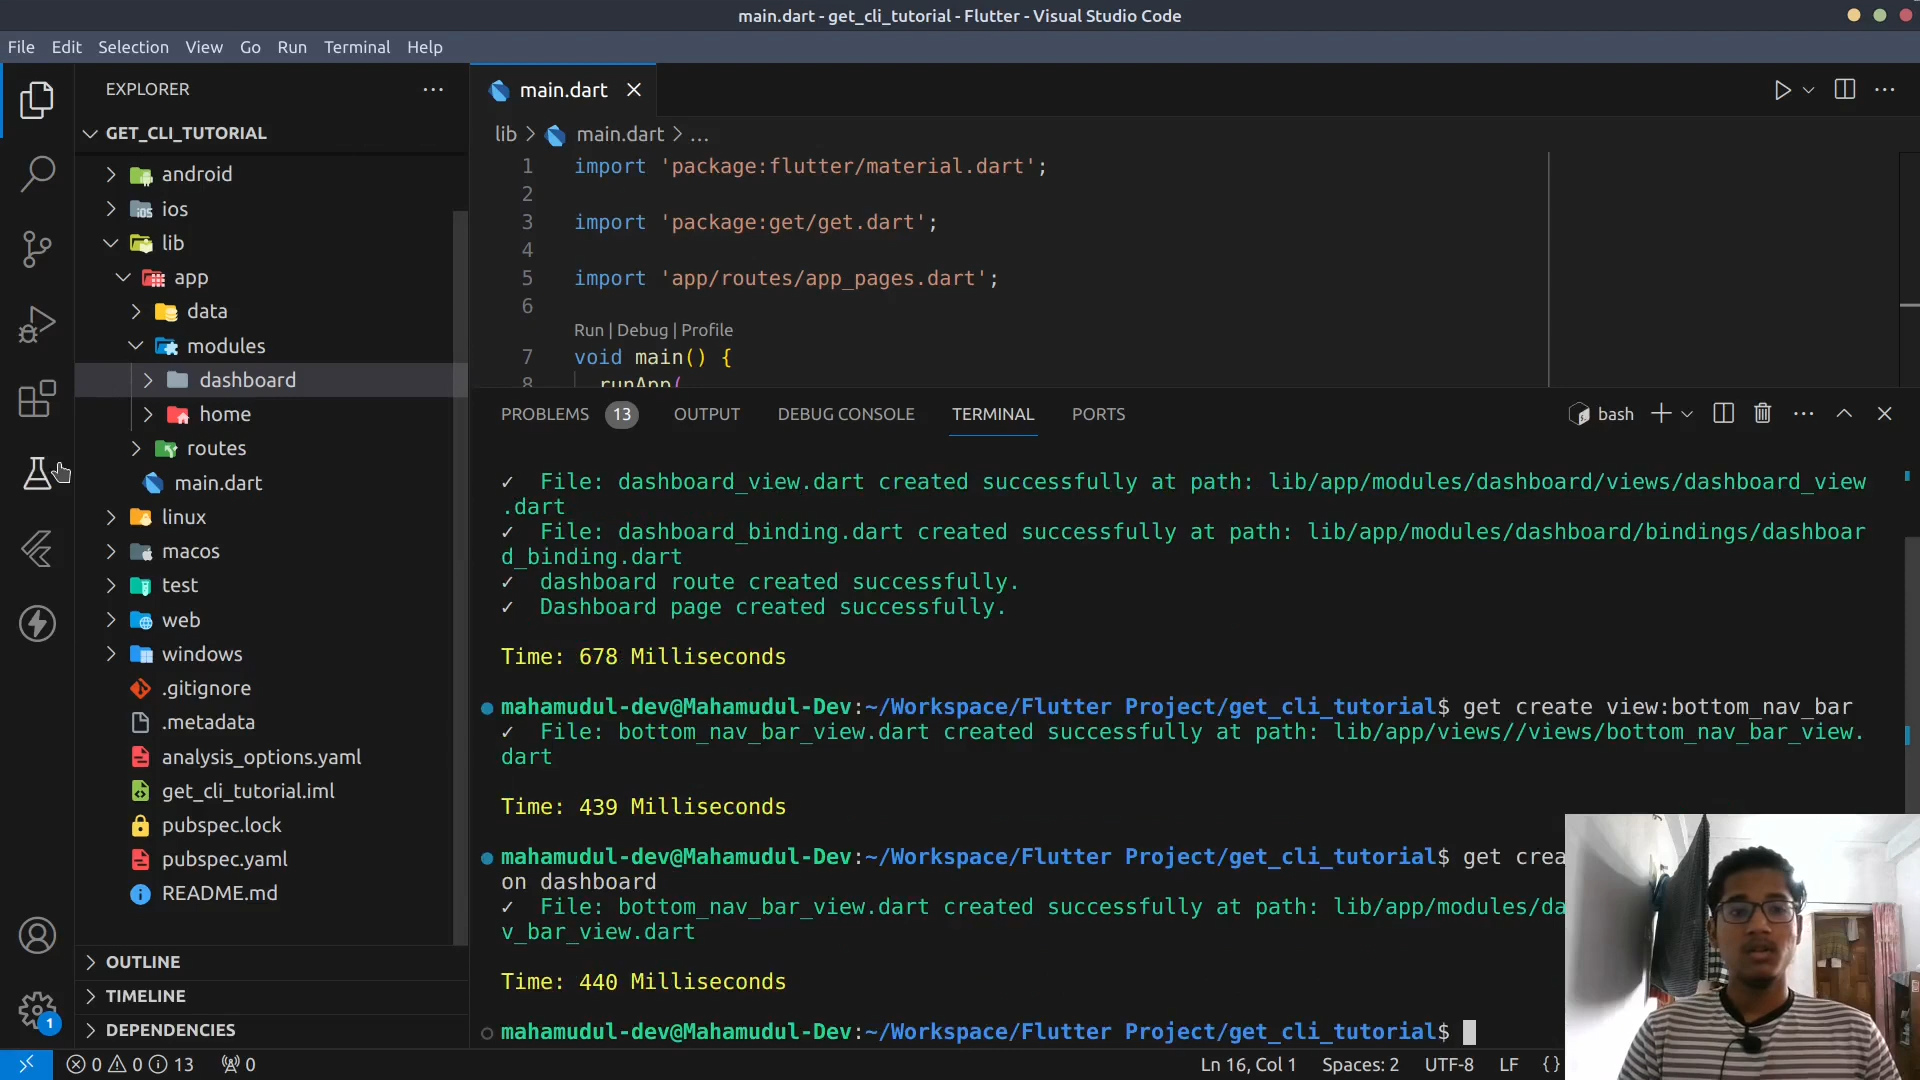 main.dart - get_cli_tutorial - Flutter - Visual Studio Code
File Edit Selection View Go Run Terminal Help
EXPLORER
GET_CLI_TUTORIAL
android
ios
lib
app
data
modules
dashboard
home
routes
main.dart
linux
macos
test
web
windows
.gitignore
.metadata
analysis_options.yaml
get_cli_tutorial.iml
pubspec.lock
pubspec.yaml
README.md
OUTLINE
TIMELINE
DEPENDENCIES
1
main.dart
lib > main.dart > ...
1 import 'package:flutter/material.dart';
2
3 import 'package:get/get.dart';
4
5 import 'app/routes/app_pages.dart';
6
Run | Debug | Profile
7 void main() {
8 runApp(
PROBLEMS 13 OUTPUT DEBUG CONSOLE TERMINAL PORTS bash
✓ File: dashboard_view.dart created successfully at path: lib/app/modules/dashboard/views/dashboard_view
.dart
✓ File: dashboard_binding.dart created successfully at path: lib/app/modules/dashboard/bindings/dashboar
d_binding.dart
✓ dashboard route created successfully.
✓ Dashboard page created successfully.
Time: 678 Milliseconds
mahamudul-dev@Mahamudul-Dev:~/Workspace/Flutter Project/get_cli_tutorial$ get create view:bottom_nav_bar
✓ File: bottom_nav_bar_view.dart created successfully at path: lib/app/views//views/bottom_nav_bar_view.
dart
Time: 439 Milliseconds
mahamudul-dev@Mahamudul-Dev:~/Workspace/Flutter Project/get_cli_tutorial$ get crea
on dashboard
✓ File: bottom_nav_bar_view.dart created successfully at path: lib/app/modules/da
v_bar_view.dart
Time: 440 Milliseconds
mahamudul-dev@Mahamudul-Dev:~/Workspace/Flutter Project/get_cli_tutorial$
0 0 13 0 Ln 16, Col 1 Spaces: 2 UTF-8 LF {}